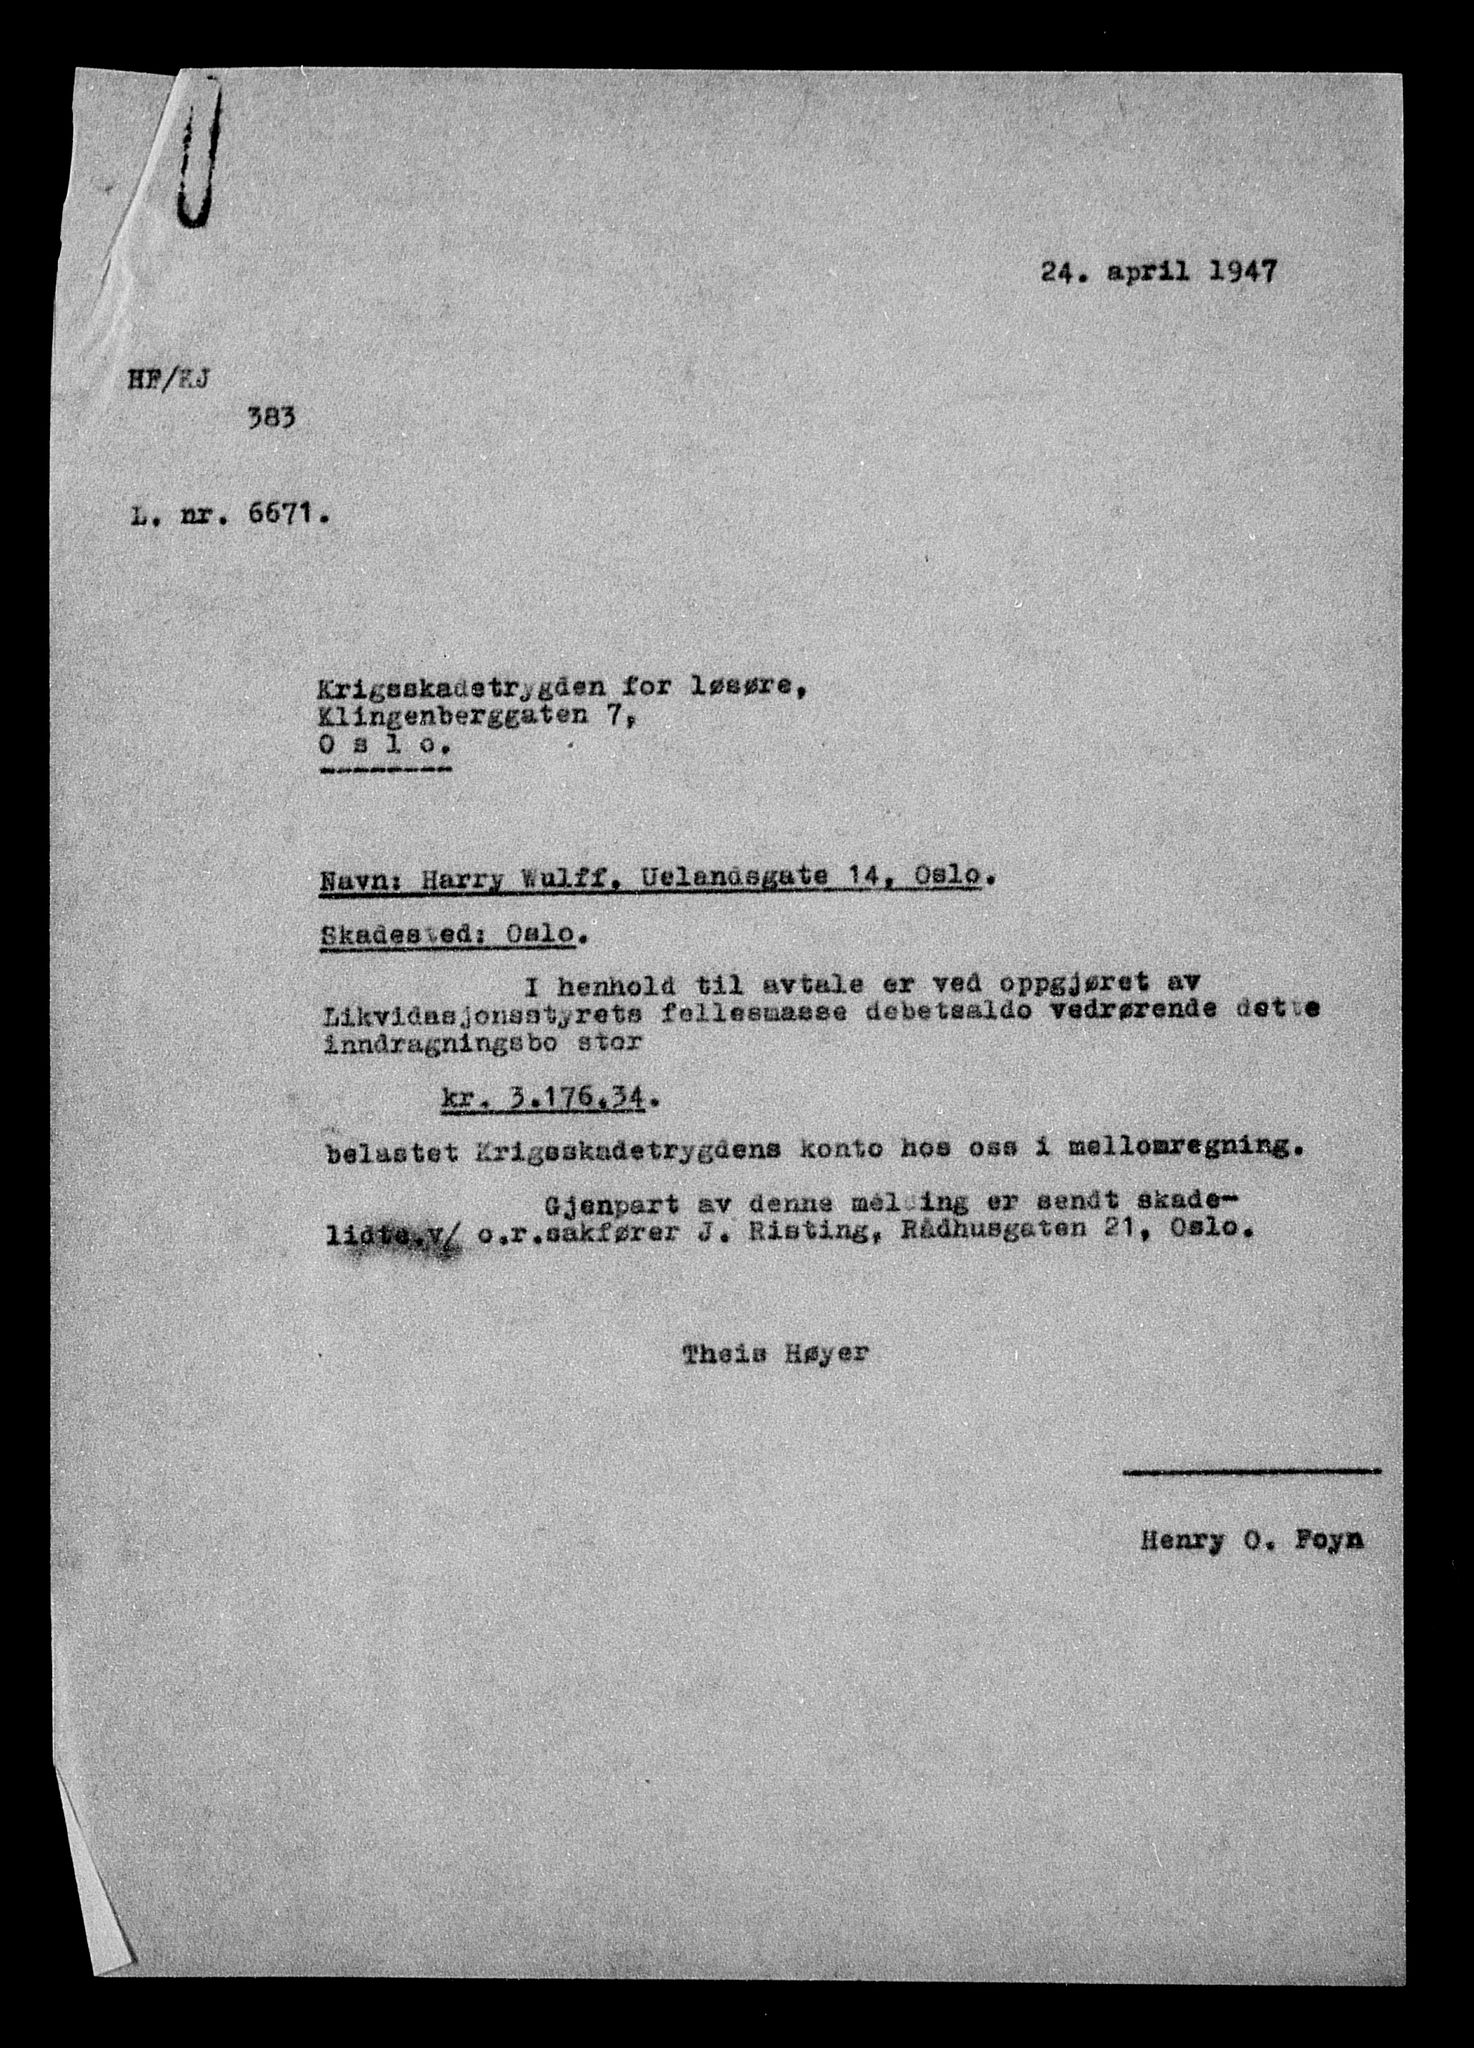 24. april 1947
HF/KJ
383
L. nr. 6671.
Krigsskadetrygden for løsøre,
Klingenberggaten 7,
O s l o.
Navn: Harry Wulff, Uelandsgate 14, Oslo.
Skadested: Oslo.
I henhold til avtale er ved oppgjøret av
Likvidasjonsstyrets fellesmasse debetsaldo vedrørende dette
inndragningsbo stor
kr. 3.176.34.
belastet Krigsskadetrygdens konto hos oss i mellomregning.
Gjenpart av denne melding er sendt skade-
lidte.v/ o.r.sakfører J. Risting, Rådhusgaten 21, Oslo.
Theis Høyer
Henry O. Foyn